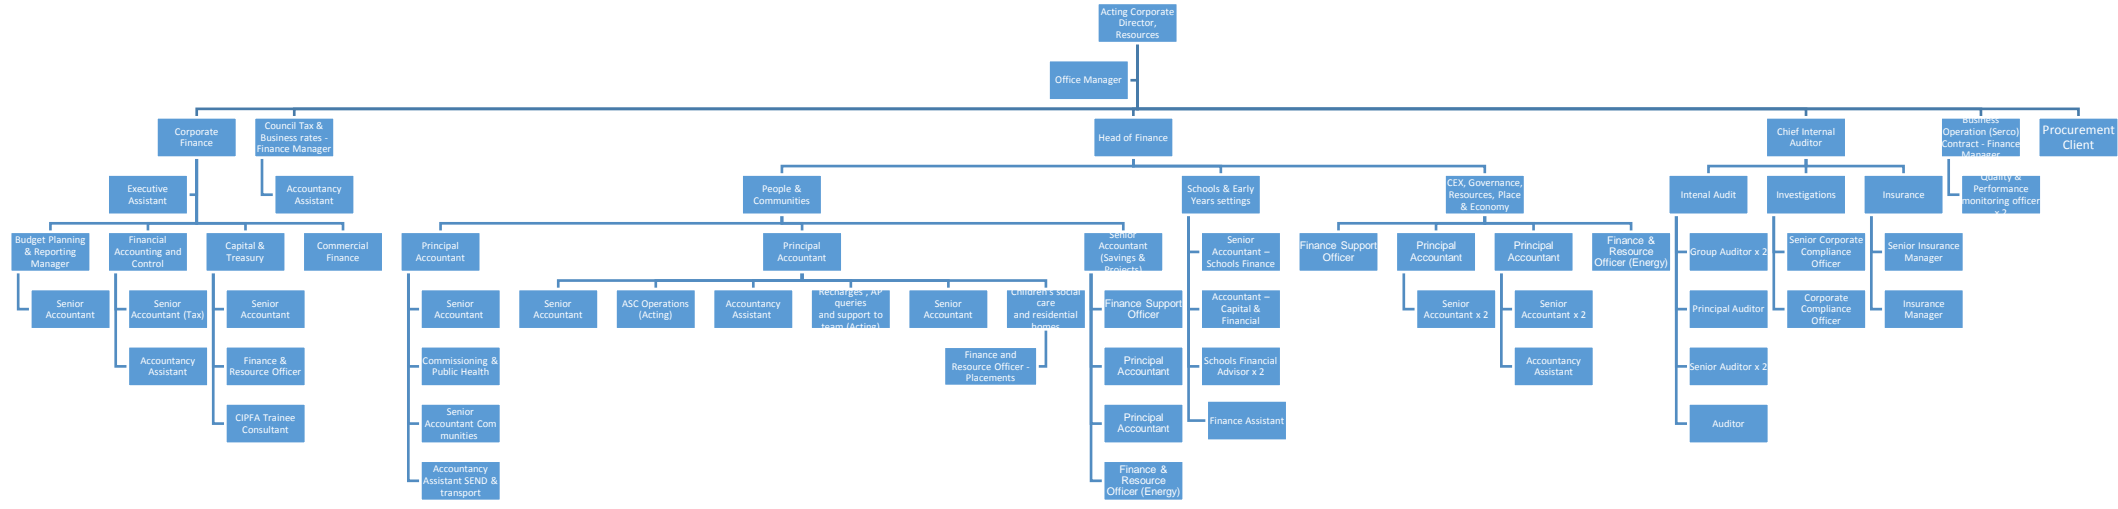 Acting Corporate
Director,
Resources
Office Manager
Corporate
Finance
Council Tax &
Business rates -
Finance Manager
Head of Finance
Chief Internal
Auditor
Business
Operation (Serco)
Contract - Finance
Manager
Procurement
Client
Executive
Assistant
Accountancy
Assistant
People &
Communities
Schools & Early
Years settings
CEX, Governance,
Resources, Place
& Economy
Intenal Audit
Investigations
Insurance
Quality &
Performance
monitoring officer
x 2
Budget Planning
& Reporting
Manager
Financial
Accounting and
Control
Capital &
Treasury
Commercial
Finance
Principal
Accountant
Principal
Accountant
Senior
Accountant
(Savings &
Projects)
Senior
Accountant –
Schools Finance
Finance Support
Officer
Principal
Accountant
Principal
Accountant
Finance &
Resource
Officer (Energy)
Group Auditor x 2
Senior Corporate
Compliance
Officer
Senior Insurance
Manager
Senior
Accountant
Senior
Accountant (Tax)
Senior
Accountant
Senior
Accountant
Senior
Accountant
ASC Operations
(Acting)
Accountancy
Assistant
Recharges , AP
queries
and support to
team (Acting)
Senior
Accountant
Children's social
care
and residential
homes
Finance Support
Officer
Accountant –
Capital &
Financial
Senior
Accountant x 2
Senior
Accountant x 2
Principal Auditor
Corporate
Compliance
Officer
Insurance
Manager
Accountancy
Assistant
Finance &
Resource Officer
Commissioning &
Public Health
Finance and
Resource Officer -
Placements
Principal
Accountant
Schools Financial
Advisor x 2
Accountancy
Assistant
Senior Auditor x 2
CIPFA Trainee
Consultant
Senior
Accountant Com
munities
Principal
Accountant
Finance Assistant
Auditor
Accountancy
Assistant SEND &
transport
Finance &
Resource
Officer (Energy)